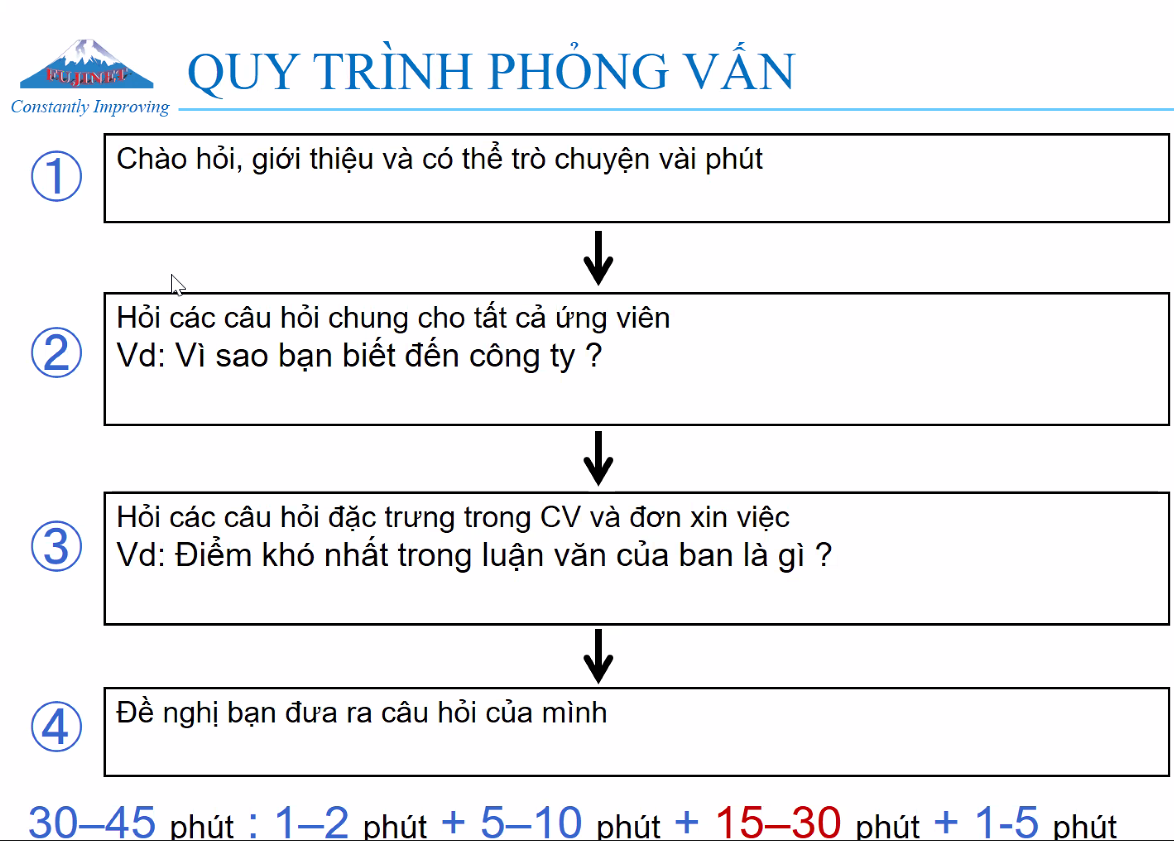 FUJINET
Constantly Improving
QUY TRÌNH PHỎNG VẤN
① Chào hỏi, giới thiệu và có thể trò chuyện vài phút
② Hỏi các câu hỏi chung cho tất cả ứng viên
Vd: Vì sao bạn biết đến công ty ?
③ Hỏi các câu hỏi đặc trưng trong CV và đơn xin việc
Vd: Điểm khó nhất trong luận văn của ban là gì ?
④ Đề nghị bạn đưa ra câu hỏi của mình
30–45 phút : 1–2 phút + 5–10 phút + 15–30 phút + 1-5 phút